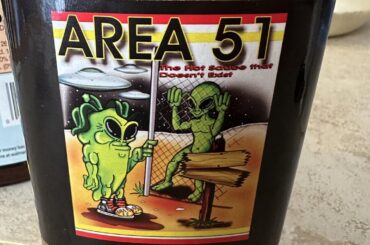 AREA 51
The Hot Sauce that
Doesn't Exist